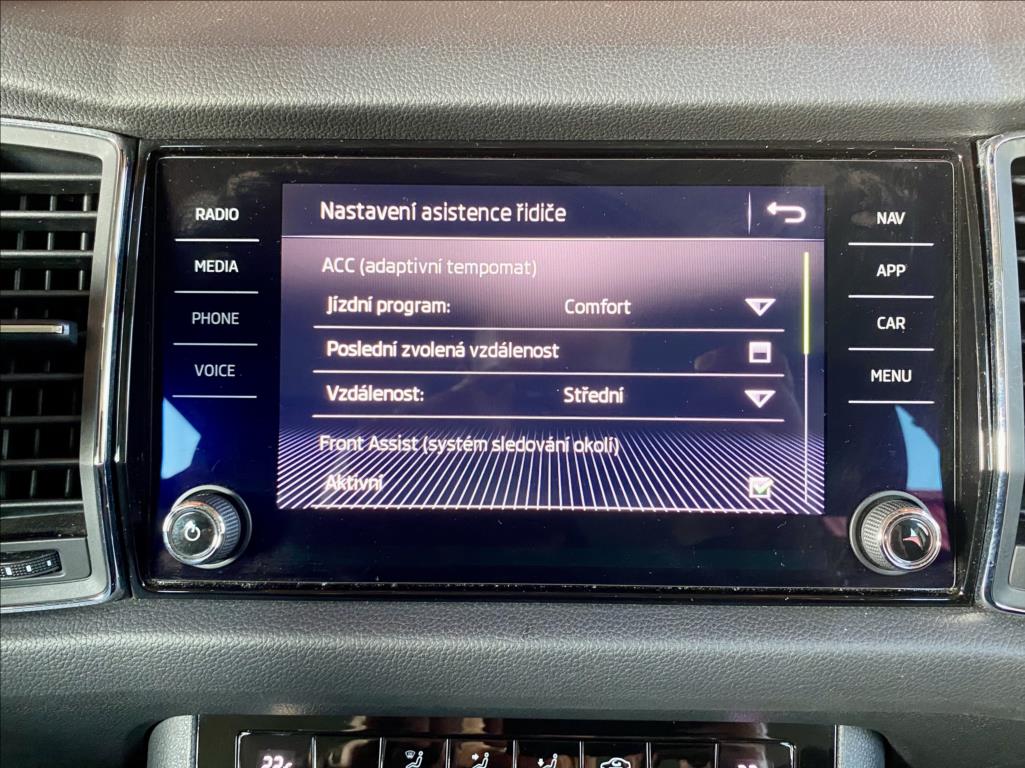 RADIO
MEDIA
PHONE
VOICE
Nastavení asistence řidiče
ACC (adaptivní tempomat)
Jízdní program: Comfort
Poslední zvolená vzdálenost
Vzdálenost: Střední
Front Assist (systém sledování okolí)
Aktivní
NAV
APP
CAR
MENU